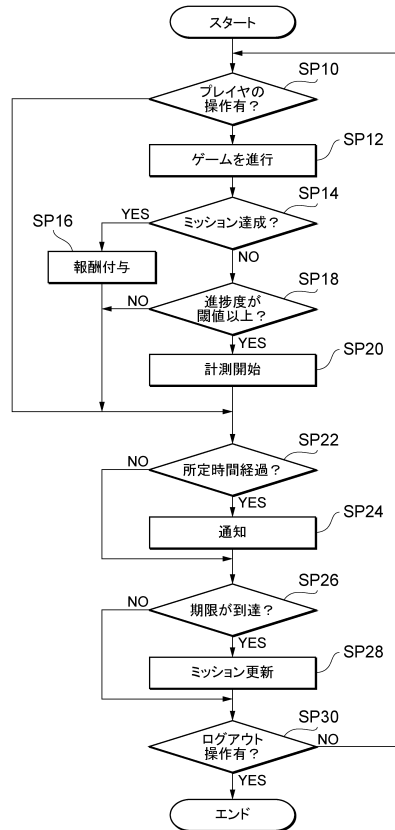 スタート
SP10
プレイヤの
操作有？
SP12
ゲームを進行
SP14
ミッション達成？
YES
SP16
NO
報酬付与
SP18
進捗度が
閾値以上？
NO
YES
SP20
計測開始
SP22
所定時間経過？
NO
YES
SP24
通知
SP26
期限が到達？
NO
YES
SP28
ミッション更新
SP30
ログアウト
操作有？
NO
YES
エンド